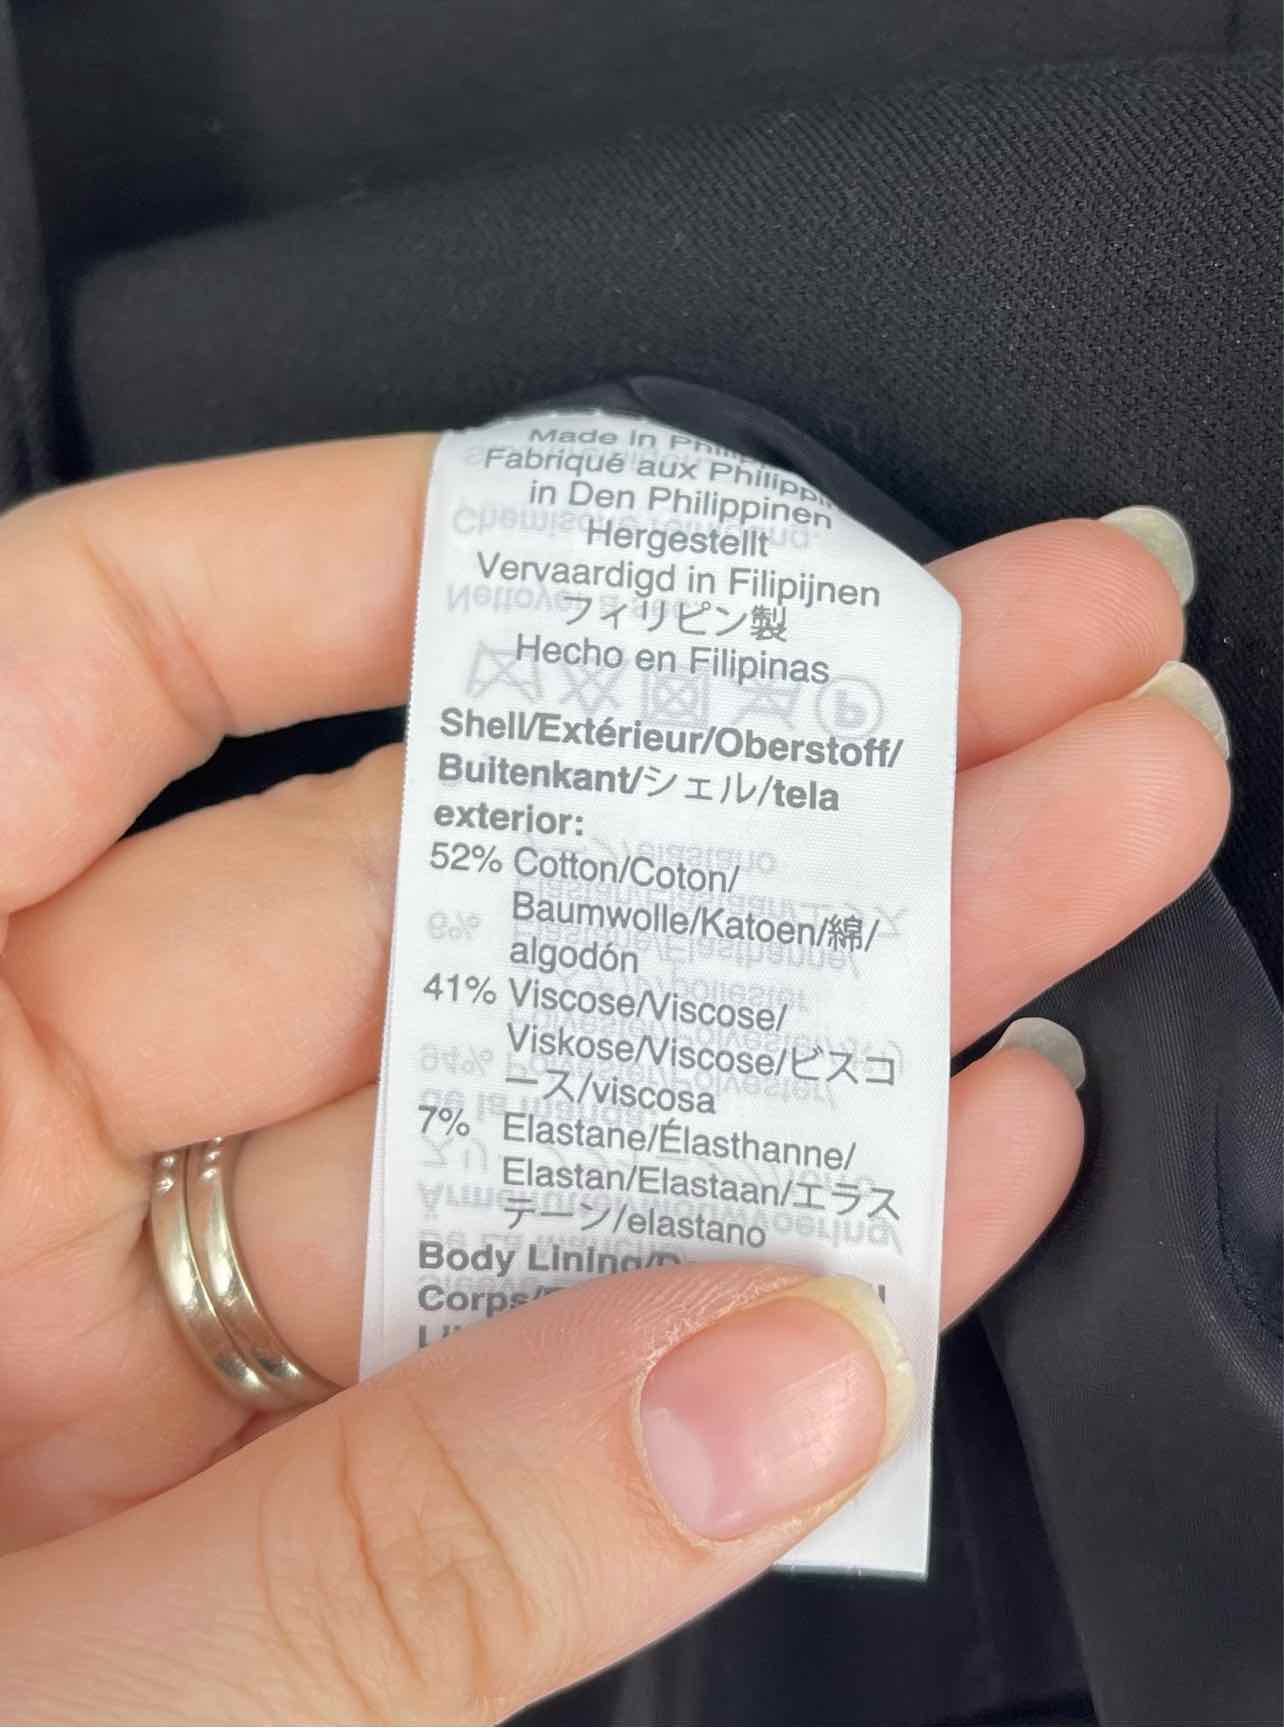 Made in
Fabriqué aux
in Den Philippinen
Hergestellt
Vervaardigd in Filipijnen
フィリピン製
Hecho en Filipinas
Shell/Extérieur/Oberstoff/
Buitenkant/シェル/tela
exterior:
52% Cotton/Coton/
Baumwolle/Katoen/綿/
algodón
41% Viscose/Viscose/
Viskose/Viscose/ビスコ
ース/viscosa
7% Elastane/Élasthanne/
Elastan/Elastaan/エラス
テーン/elastano
Body Lining/
Corps/